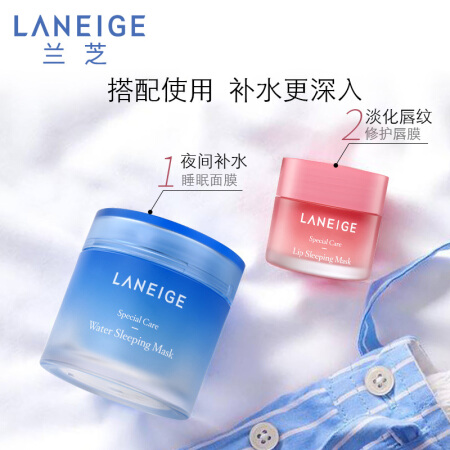 LANEIGE
兰芝
搭配使用 补水更深入
1 夜间补水
睡眠面膜
2 淡化唇纹
修护唇膜
LANEIGE
Special Care
Water Sleeping Mask
LANEIGE
Special Care
Lip Sleeping Mask